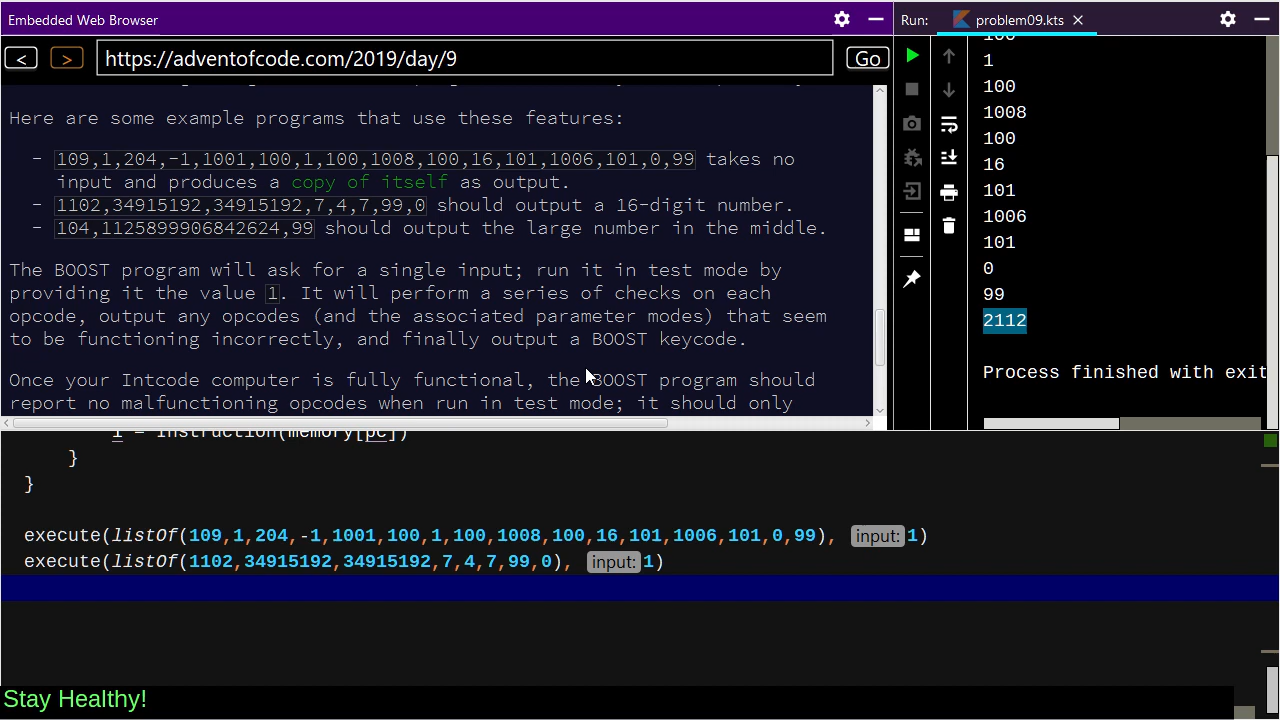 Embedded Web Browser
< > https://adventofcode.com/2019/day/9 Go
Here are some example programs that use these features:
- 109,1,204,-1,1001,100,1,100,1008,100,16,101,1006,101,0,99 takes no
input and produces a copy of itself as output.
- 1102,34915192,34915192,7,4,7,99,0 should output a 16-digit number.
- 104,1125899906842624,99 should output the large number in the middle.
The BOOST program will ask for a single input; run it in test mode by
providing it the value 1. It will perform a series of checks on each
opcode, output any opcodes (and the associated parameter modes) that seem
to be functioning incorrectly, and finally output a BOOST keycode.
Once your Intcode computer is fully functional, the BOOST program should
report no malfunctioning opcodes when run in test mode; it should only
Run: problem09.kts
100
1
100
1008
100
16
101
1006
101
0
99
2112
Process finished with exit
i = Instruction(memory[pc])
}
}
execute(listOf(109,1,204,-1,1001,100,1,100,1008,100,16,101,1006,101,0,99), input: 1)
execute(listOf(1102,34915192,34915192,7,4,7,99,0), input: 1)
Stay Healthy!